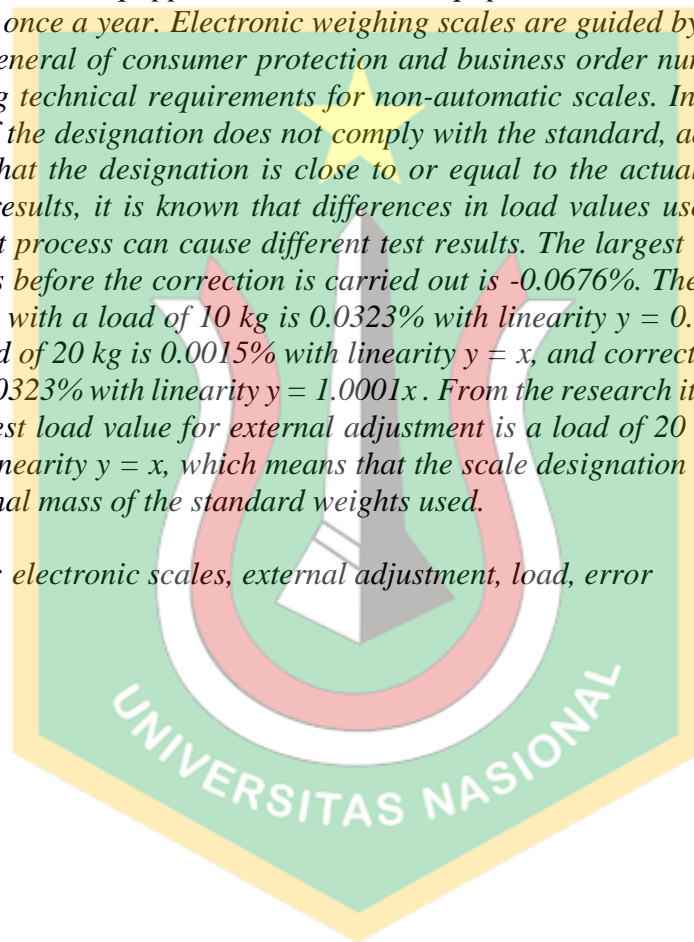 once a year. Electronic weighing scales are guided by
eneral of consumer protection and business order nu
g technical requirements for non-automatic scales. In
f the designation does not comply with the standard, a
hat the designation is close to or equal to the actual
results, it is known that differences in load values us
t process can cause different test results. The largest
s before the correction is carried out is -0.0676%. The
with a load of 10 kg is 0.0323% with linearity y = 0.
d of 20 kg is 0.0015% with linearity y = x, and correct
0323% with linearity y = 1.0001x . From the research it
est load value for external adjustment is a load of 20
nearity y = x, which means that the scale designation
nal mass of the standard weights used.
: electronic scales, external adjustment, load, error
UNIVERSITAS NASIONAL